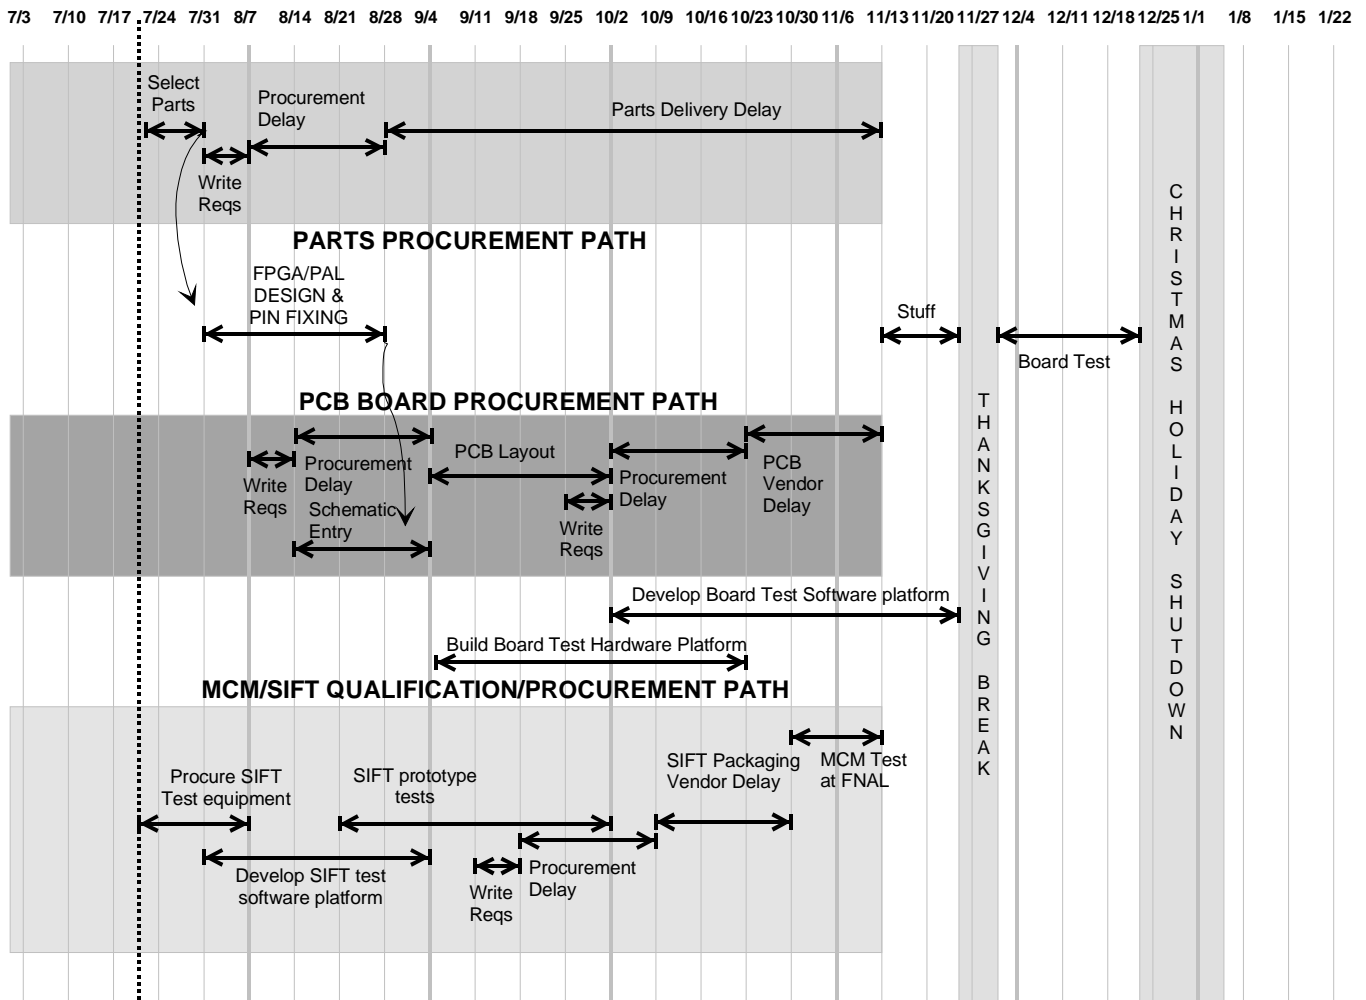 7/3 7/10 7/17 7/24 7/31 8/7 8/14 8/21 8/28 9/4 9/11 9/18 9/25 10/2 10/9 10/16 10/23 10/30 11/6 11/13 11/20 11/27 12/4 12/11 12/18 12/25 1/1 1/8 1/15 1/22
Select
Parts
Procurement
Delay
Parts Delivery Delay
Write
Reqs
PARTS PROCUREMENT PATH
FPGA/PAL
DESIGN &
PIN FIXING
Stuff
Board Test
PCB BOARD PROCUREMENT PATH
Write
Reqs
Procurement
Delay
Schematic
Entry
PCB Layout
Write
Reqs
Procurement
Delay
PCB
Vendor
Delay
Develop Board Test Software platform
Build Board Test Hardware Platform
MCM/SIFT QUALIFICATION/PROCUREMENT PATH
Procure SIFT
Test equipment
SIFT prototype
tests
SIFT Packaging
Vendor Delay
MCM Test
at FNAL
Develop SIFT test
software platform
Write
Reqs
Procurement
Delay
THANKSGIVING BREAK
CHRISTMAS HOLIDAY SHUTDOWN